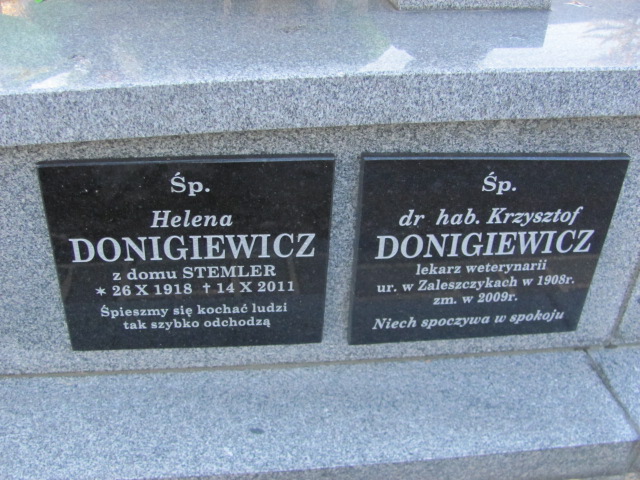 Śp.
Helena
DONIGIEWICZ
z domu STEMLER
* 26 X 1918 † 14 X 2011
Śpieszmy się kochać ludzi
tak szybko odchodzą
Śp.
dr hab. Krzysztof
DONIGIEWICZ
lekarz weterynarii
ur. w Zaleszczykach w 1908r.
zm. w 2009r.
Niech spoczywa w spokoju